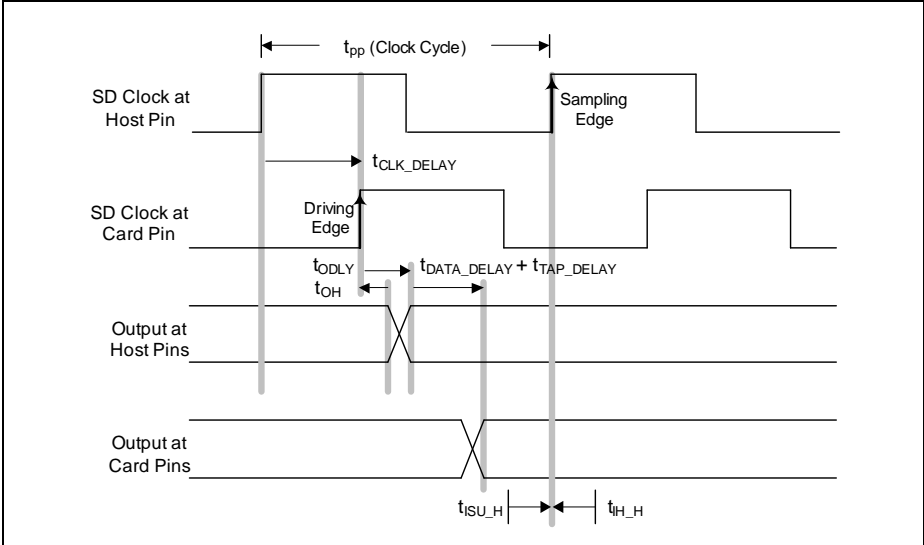 tpp (Clock Cycle)
SD Clock at
Host Pin
Sampling
Edge
tCLK_DELAY
SD Clock at
Card Pin
Driving
Edge
tODLY
tDATA_DELAY + tTAP_DELAY
tOH
Output at
Host Pins
Output at
Card Pins
tISU_H
tIH_H